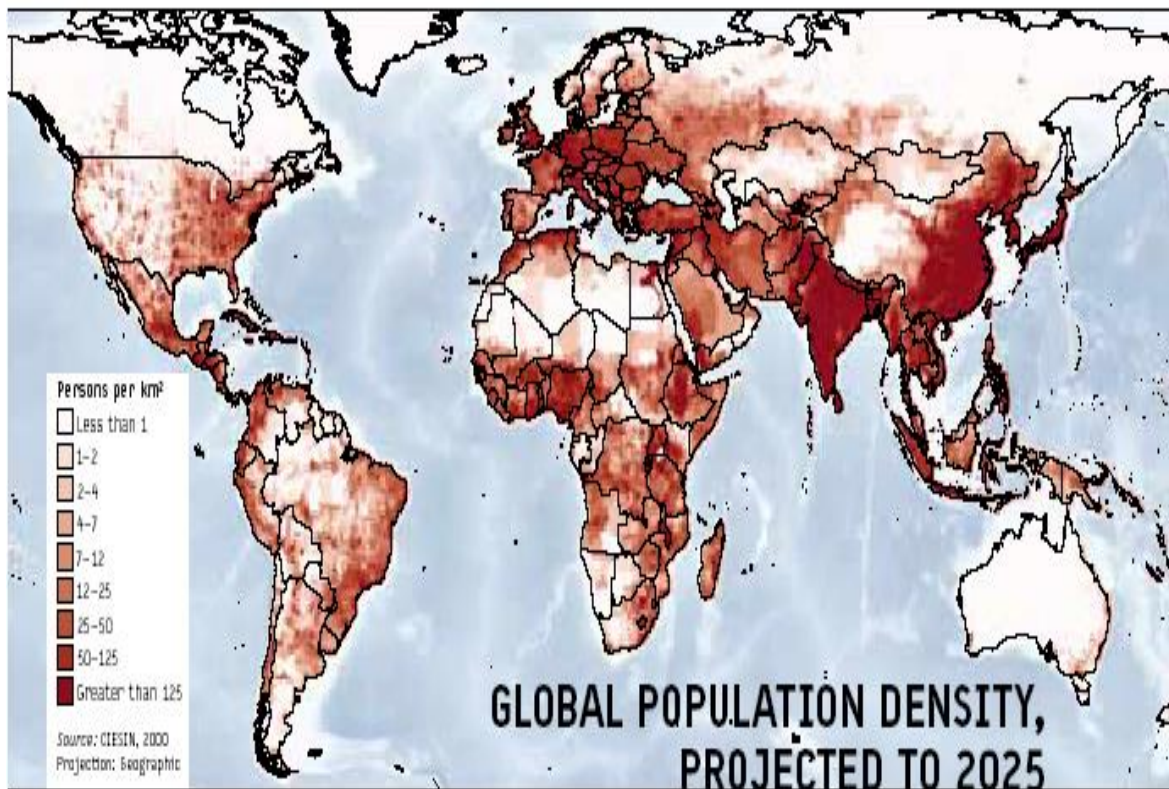 Persons per km²
Less than 1
1-2
2-4
4-7
7-12
12-25
25-50
50-125
Greater than 125
Source: CIESIN, 2000
Projection: Geographic
GLOBAL POPULATION DENSITY,
PROJECTED TO 2025